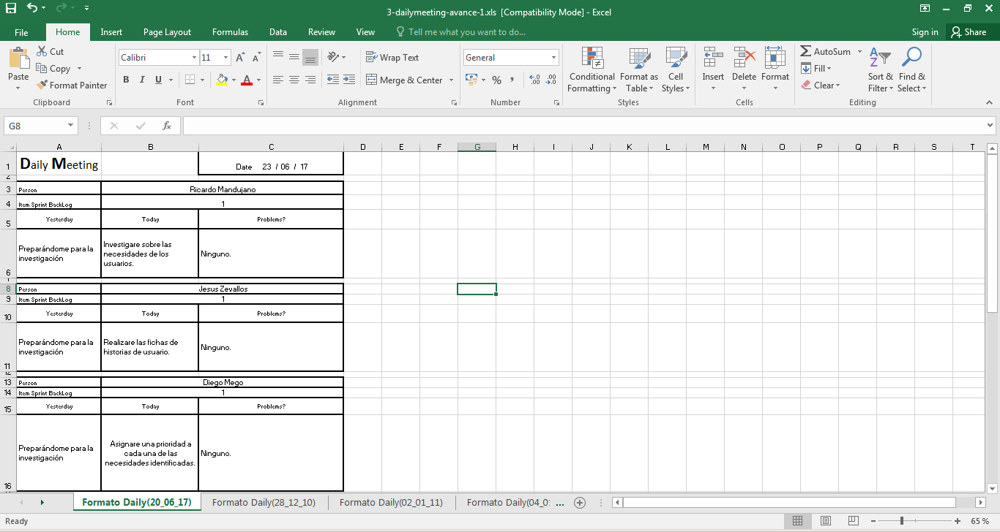 3-dailymeeting-avance-1.xls [Compatibility Mode] - Excel
File Home Insert Page Layout Formulas Data Review View Tell me what you want to do... Sign in Share
Cut
Copy
Format Painter
Paste
Clipboard
Calibri 11
B I U
Font
Wrap Text
Merge & Center
Alignment
General
%
Number
Conditional Formatting
Format as Table
Cell Styles
Styles
Insert Delete Format
Cells
AutoSum
Fill
Clear
Sort & Filter
Find & Select
Editing
G8 fx
A B C D E F G H I J K L M N O P Q R S T
1 Daily Meeting Date 23 / 06 / 17
2
3 Person Ricardo Mandujano
4 Item Sprint BackLog 1
5 Yesterday Today Problems?
6 Preparándome para la investigación Investigare sobre las necesidades de los usuarios. Ninguno.
8 Person Jesus Zevallos
9 Item Sprint BackLog 1
10 Yesterday Today Problems?
11 Preparándome para la investigación Realizare las fichas de historias de usuario. Ninguno.
12
13 Person Diego Mego
14 Item Sprint BackLog 1
15 Yesterday Today Problems?
16 Preparándome para la investigación Asignare una prioridad a cada una de las necesidades identificadas. Ninguno.
Formato Daily(20_06_17) Formato Daily(28_12_10) Formato Daily(02_01_11) Formato Daily(04_0 ...
Ready 65 %